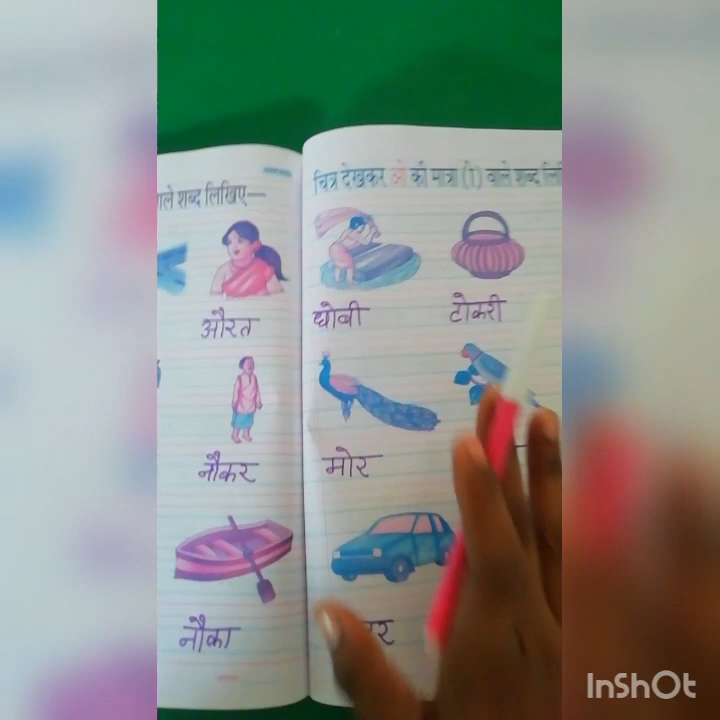 वाले शब्द लिखिए—
औरत
नौकर
नौका
चित्र देखकर ओ की मात्रा (ो) वाले शब्द
धोबी टोकरी
मोर
InShOt